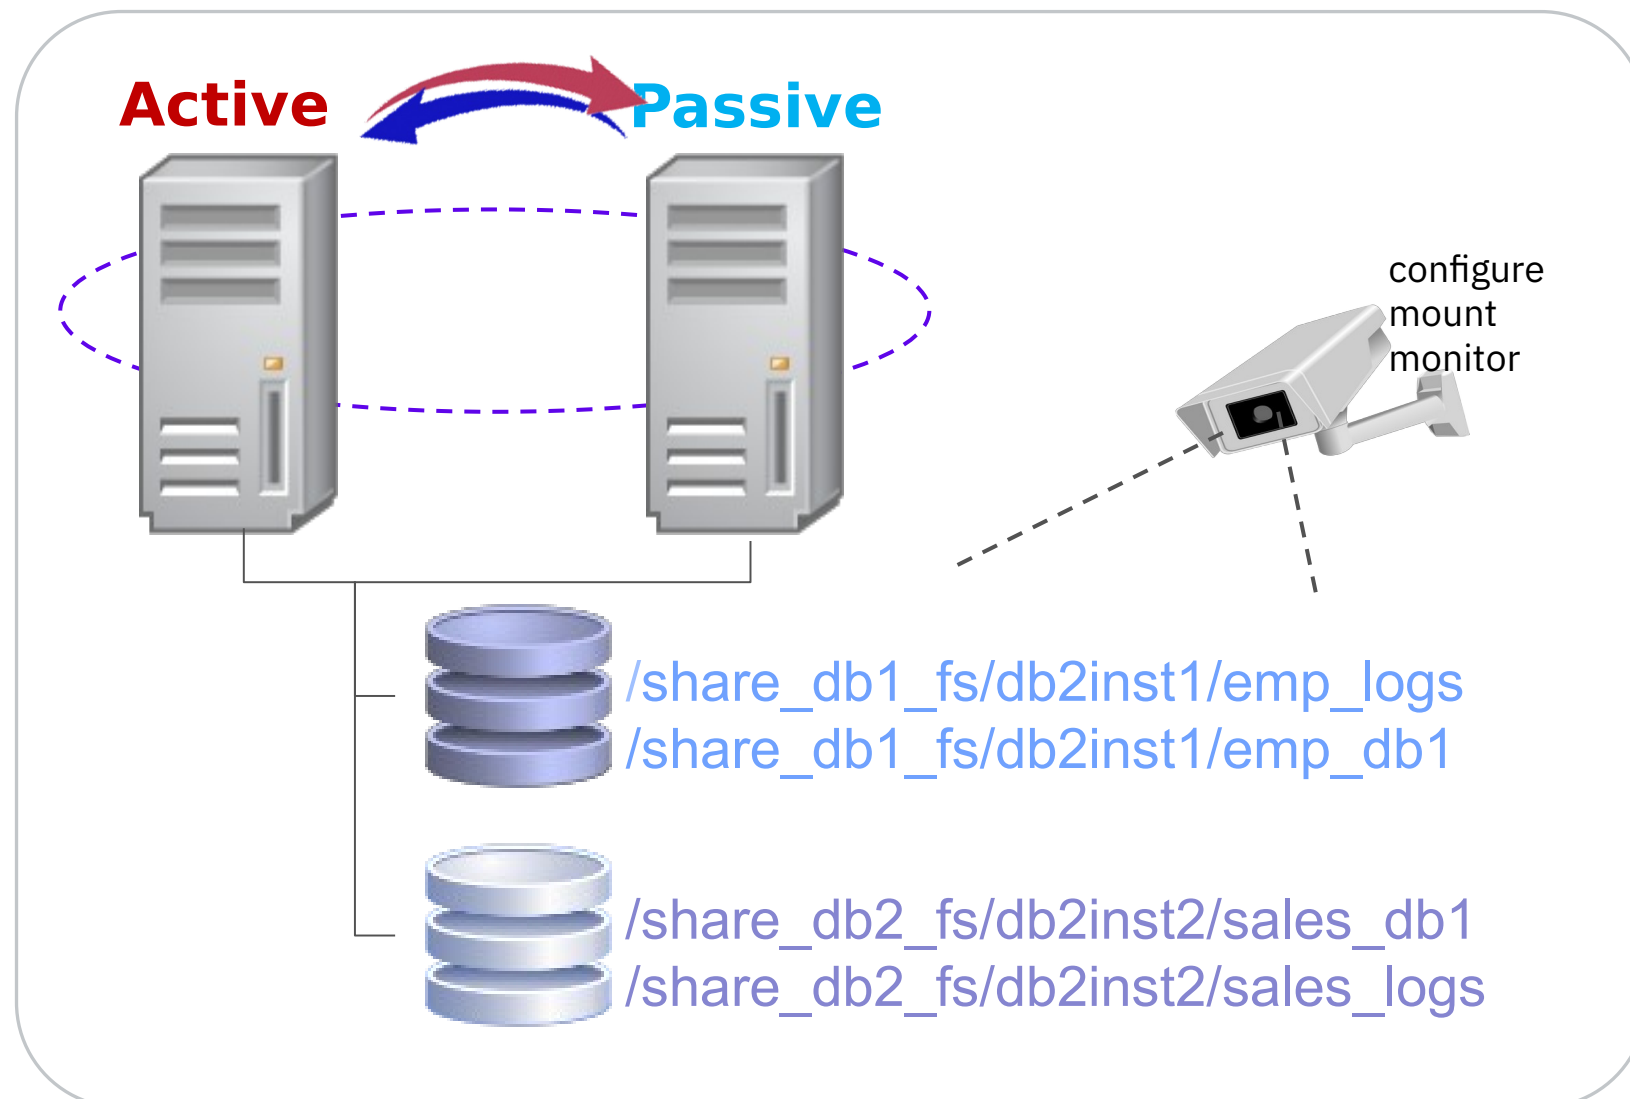 Active
Passive
configure
mount
monitor
/share_db1_fs/db2inst1/emp_logs
/share_db1_fs/db2inst1/emp_db1
/share_db2_fs/db2inst2/sales_db1
/share_db2_fs/db2inst2/sales_logs